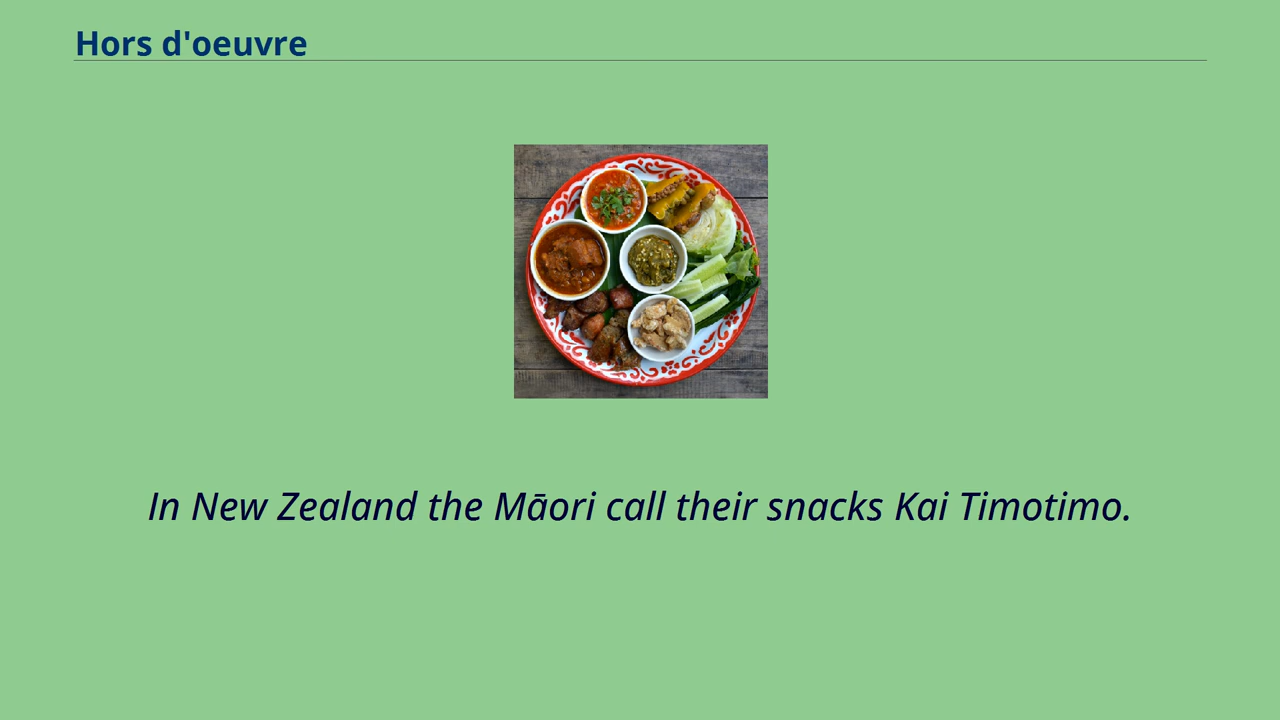 Hors d'oeuvre
In New Zealand the Māori call their snacks Kai Timotimo.